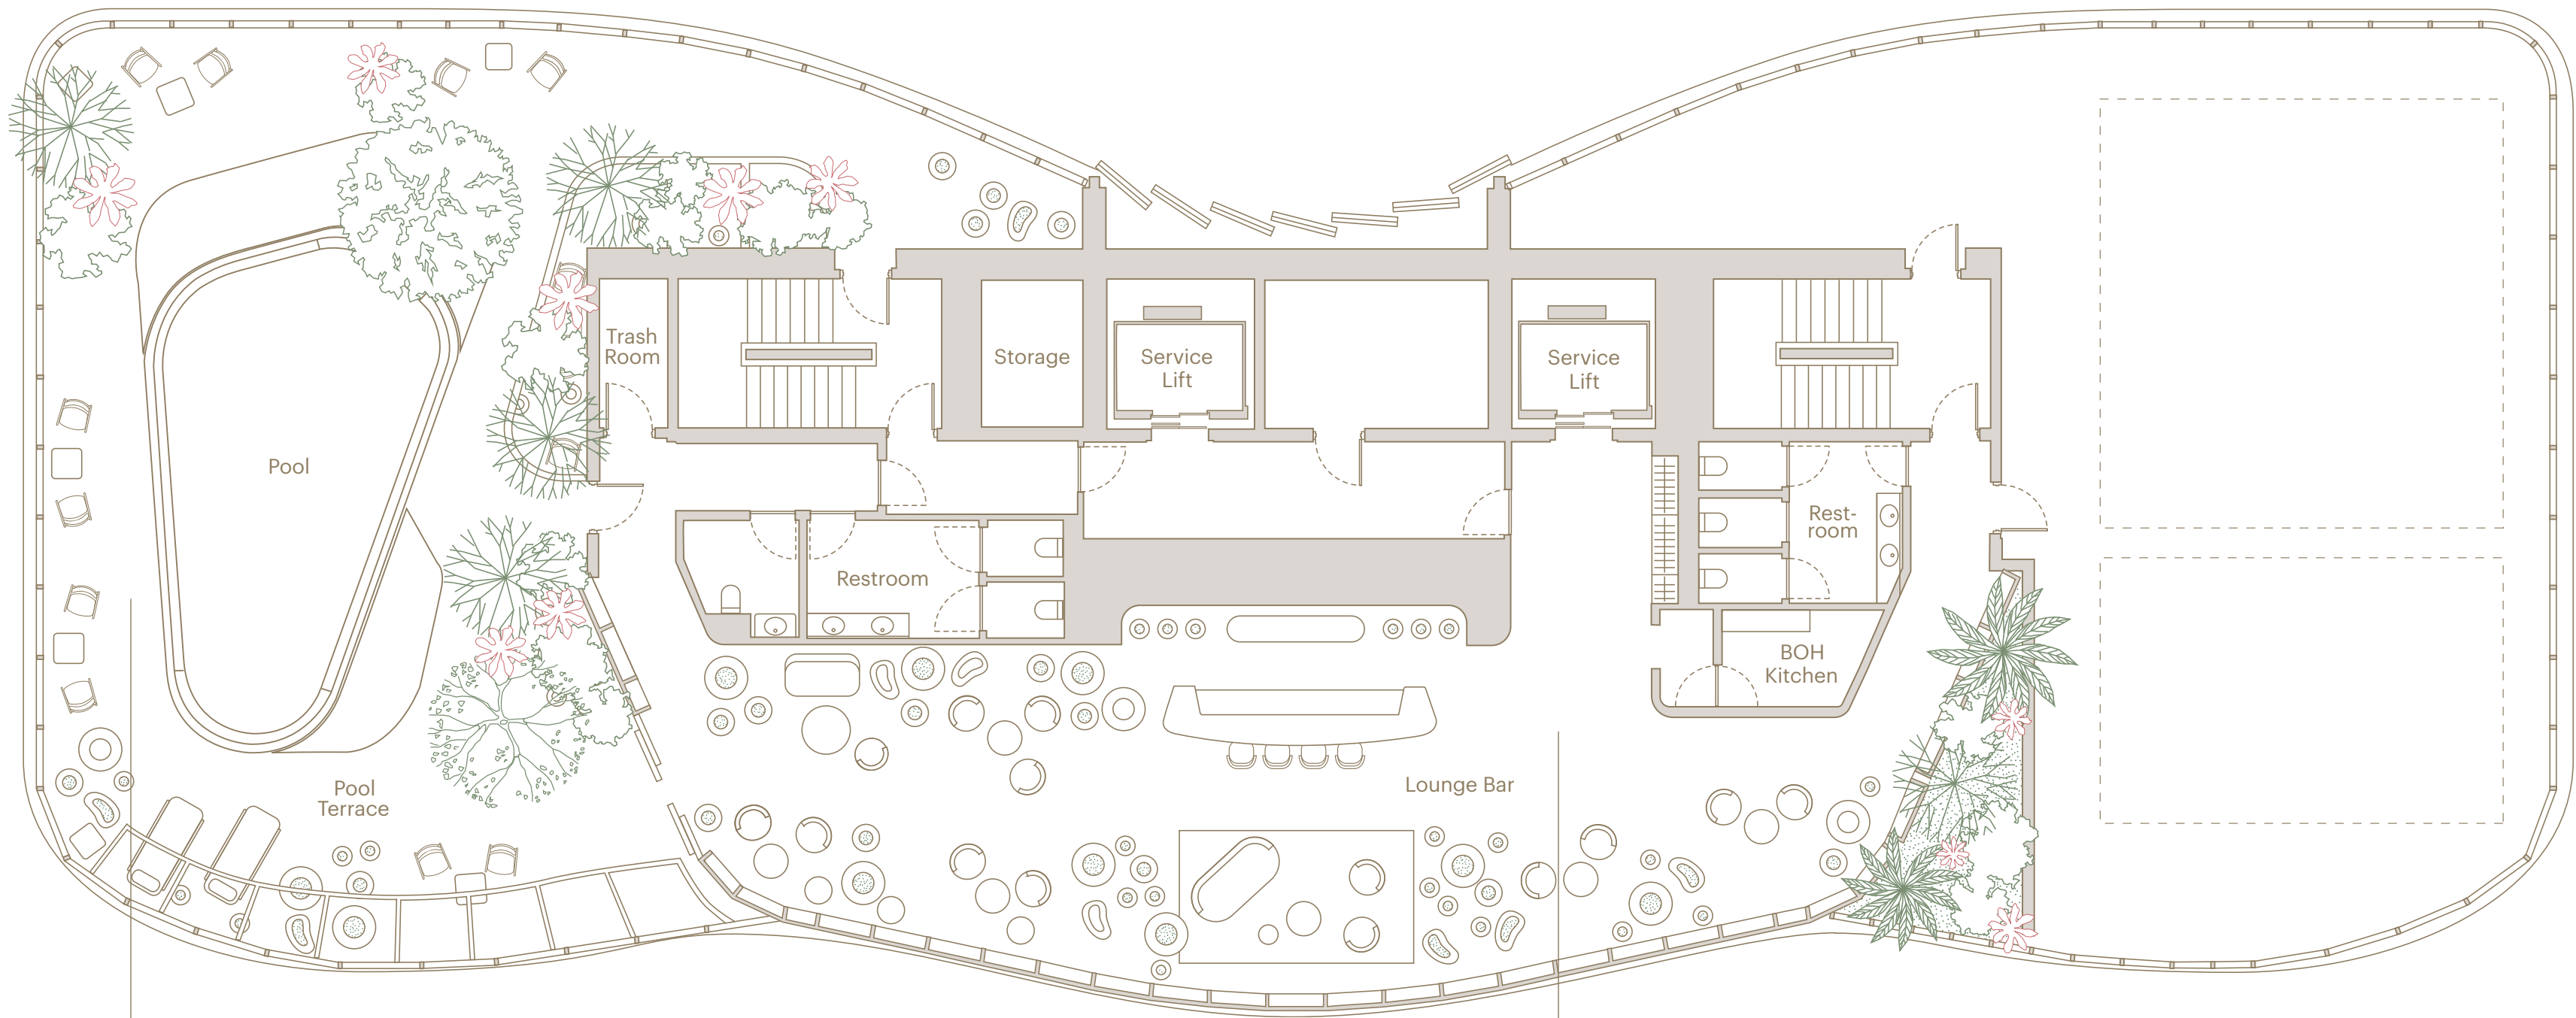 Trash
Room
Storage
Service
Lift
Service
Lift
Pool
Rest-
room
Restroom
BOH
Kitchen
Pool
Terrace
Lounge Bar